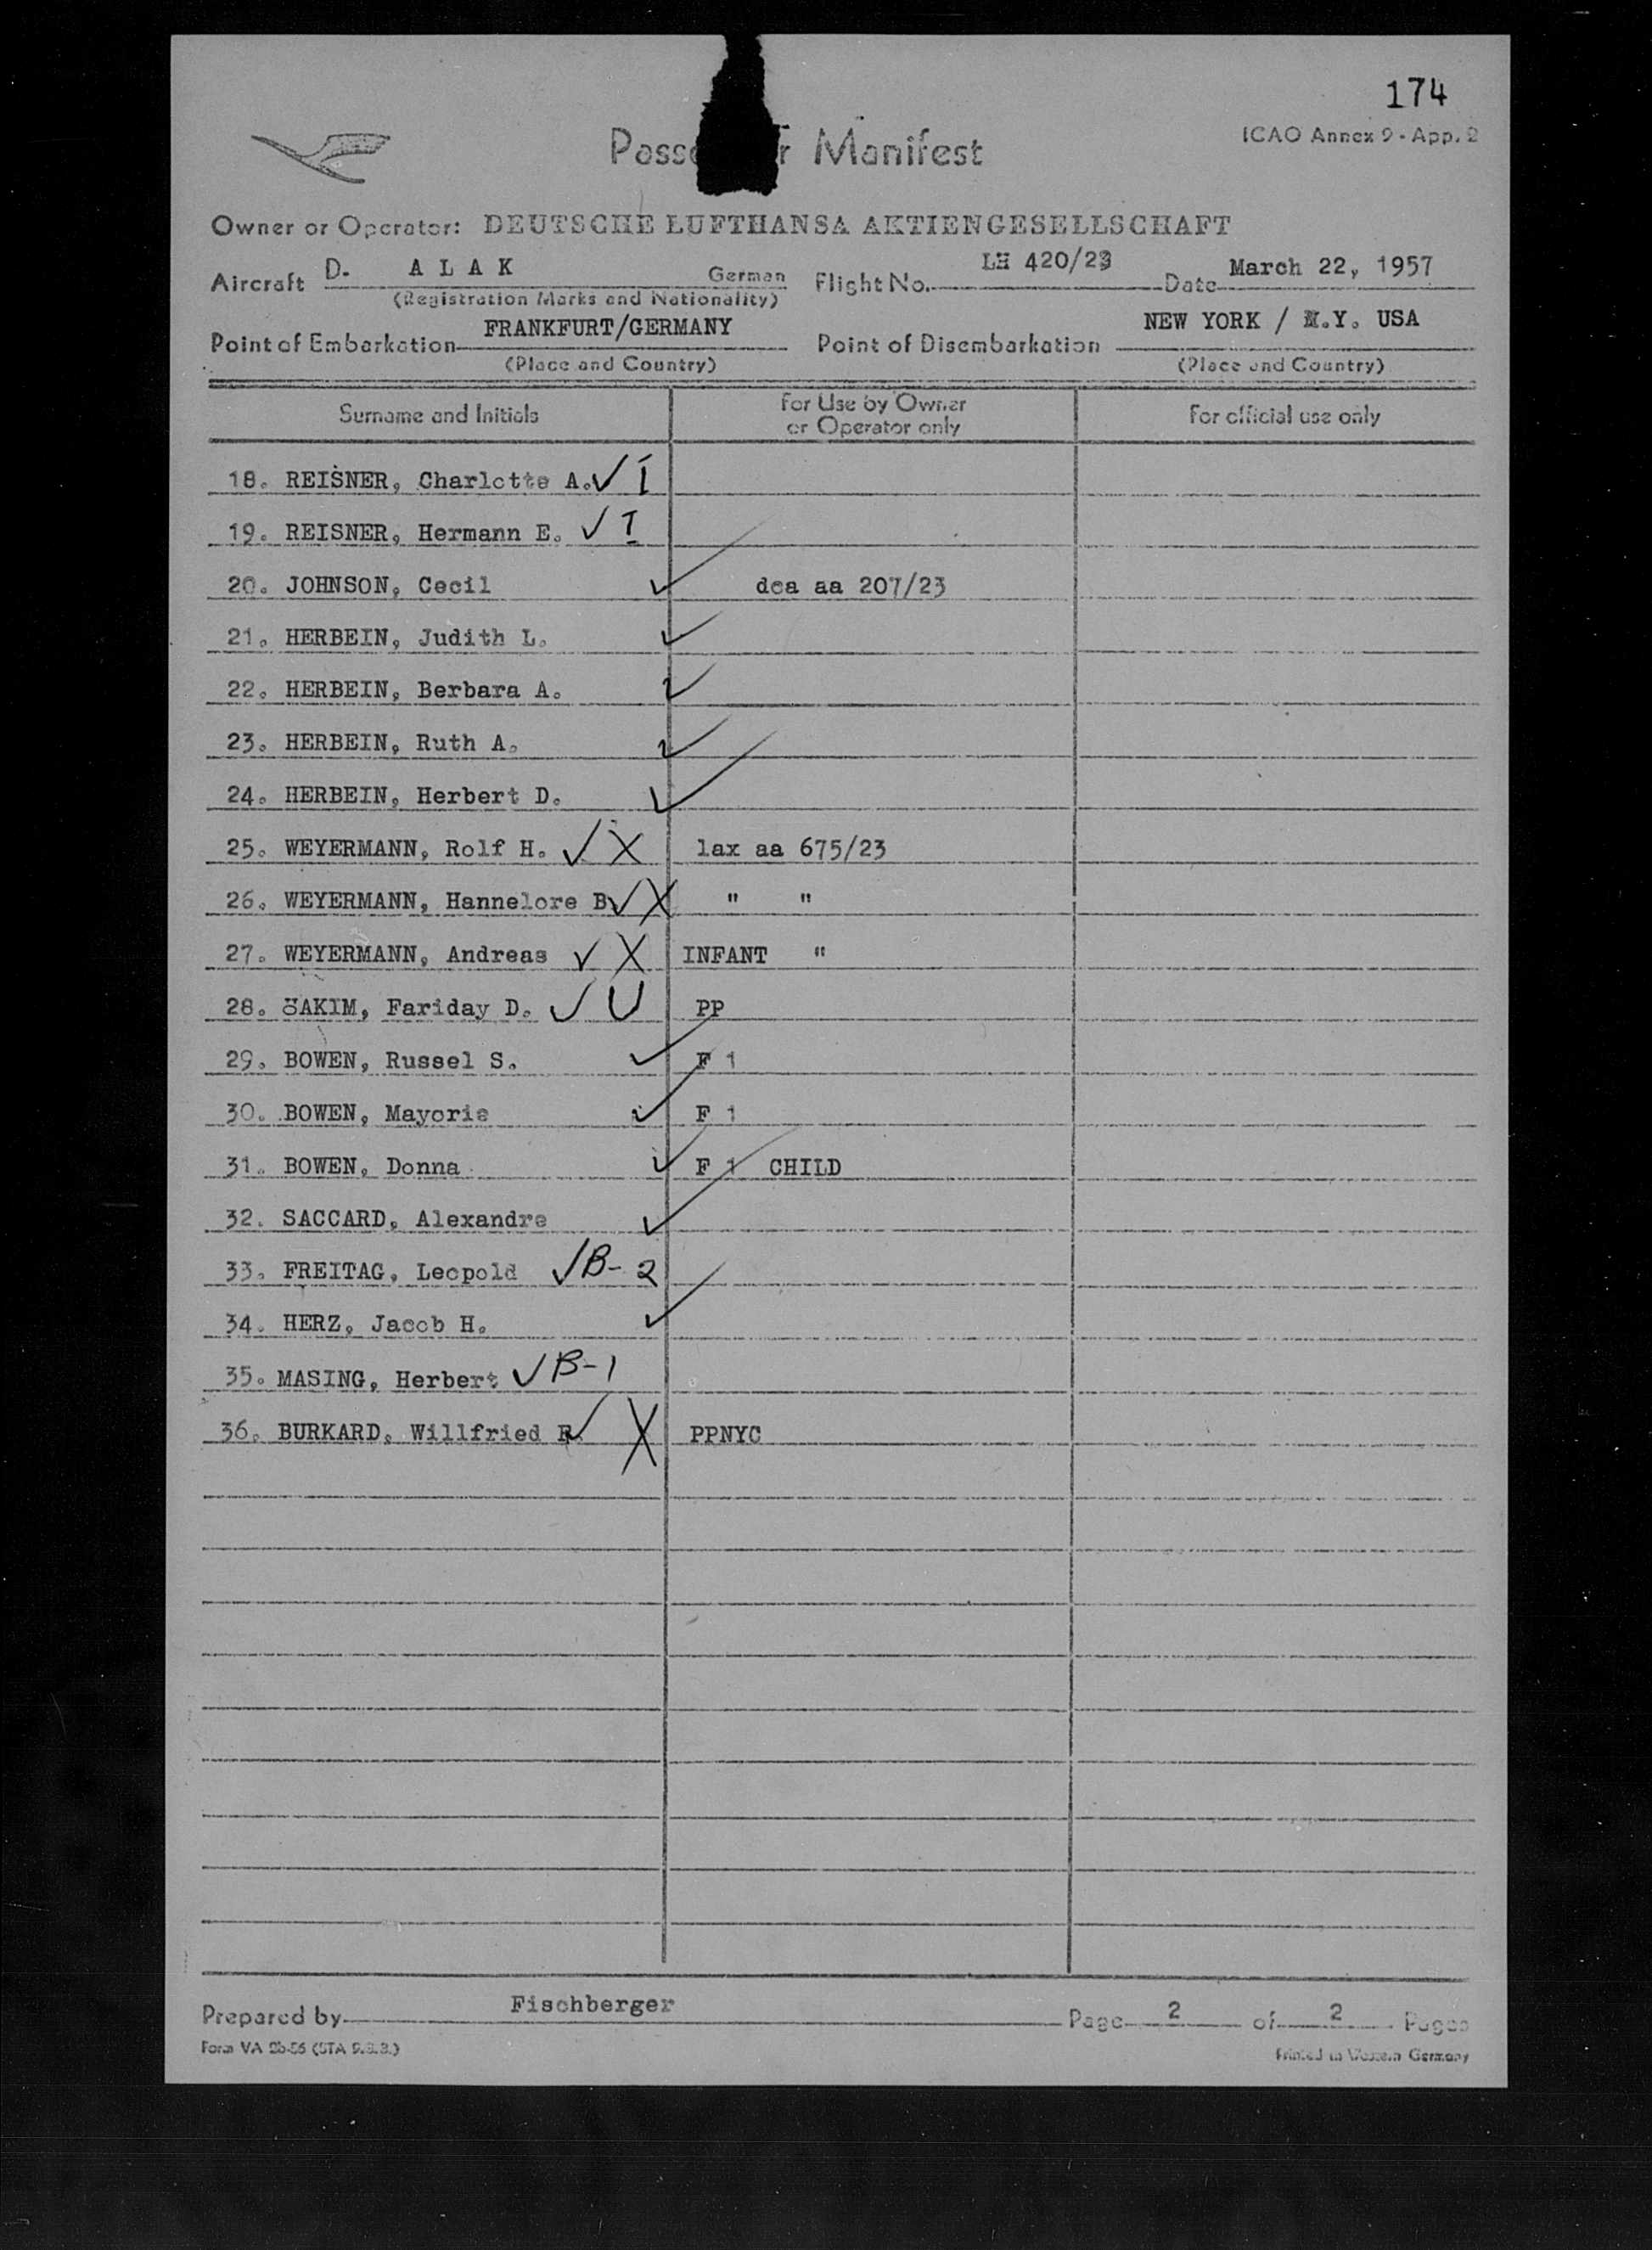 174
ICAO Annex 9 - App. 2
Manifest
Owner or Operator: DEUTSCHE LUFTHANSA AKTIENGESELLSCHAFT
Aircraft D. A L A K German Flight No. LH 420/23 Date March 22, 1957
(Registration Marks and Nationality)
Point of Embarkation FRANKFURT/GERMANY Point of Disembarkation NEW YORK / N.Y. USA
(Place and Country) (Place and Country)
Surname and Initials For Use by Owner or Operator only For official use only
18. REISNER, Charlotte A. ✓ I
19. REISNER, Hermann E. ✓ I
20. JOHNSON, Cecil ✓ dca aa 207/23
21. HERBEIN, Judith L. ✓
22. HERBEIN, Berbara A. ✓
23. HERBEIN, Ruth A. ✓
24. HERBEIN, Herbert D. ✓
25. WEYERMANN, Rolf H. ✓ X lax aa 675/23
26. WEYERMANN, Hannelore B ✓ X " "
27. WEYERMANN, Andreas ✓ X INFANT "
28. Fariday D. ✓ U PP
29. BOWEN, Russel S. ✓ F 1
30. BOWEN, Mayorie ✓ F 1
31. BOWEN, Donna ✓ F 1 CHILD
32. SACCARD, Alexandre ✓
33. FREITAG, Leopold ✓ B-2
34. HERZ, Jacob H. ✓
35. MASING, Herbert ✓ B-1
36. BURKARD, Willfried R ✓ X PPNYC
Prepared by Fischberger Page 2 of 2 Pages
Form VA Printed in Western Germany